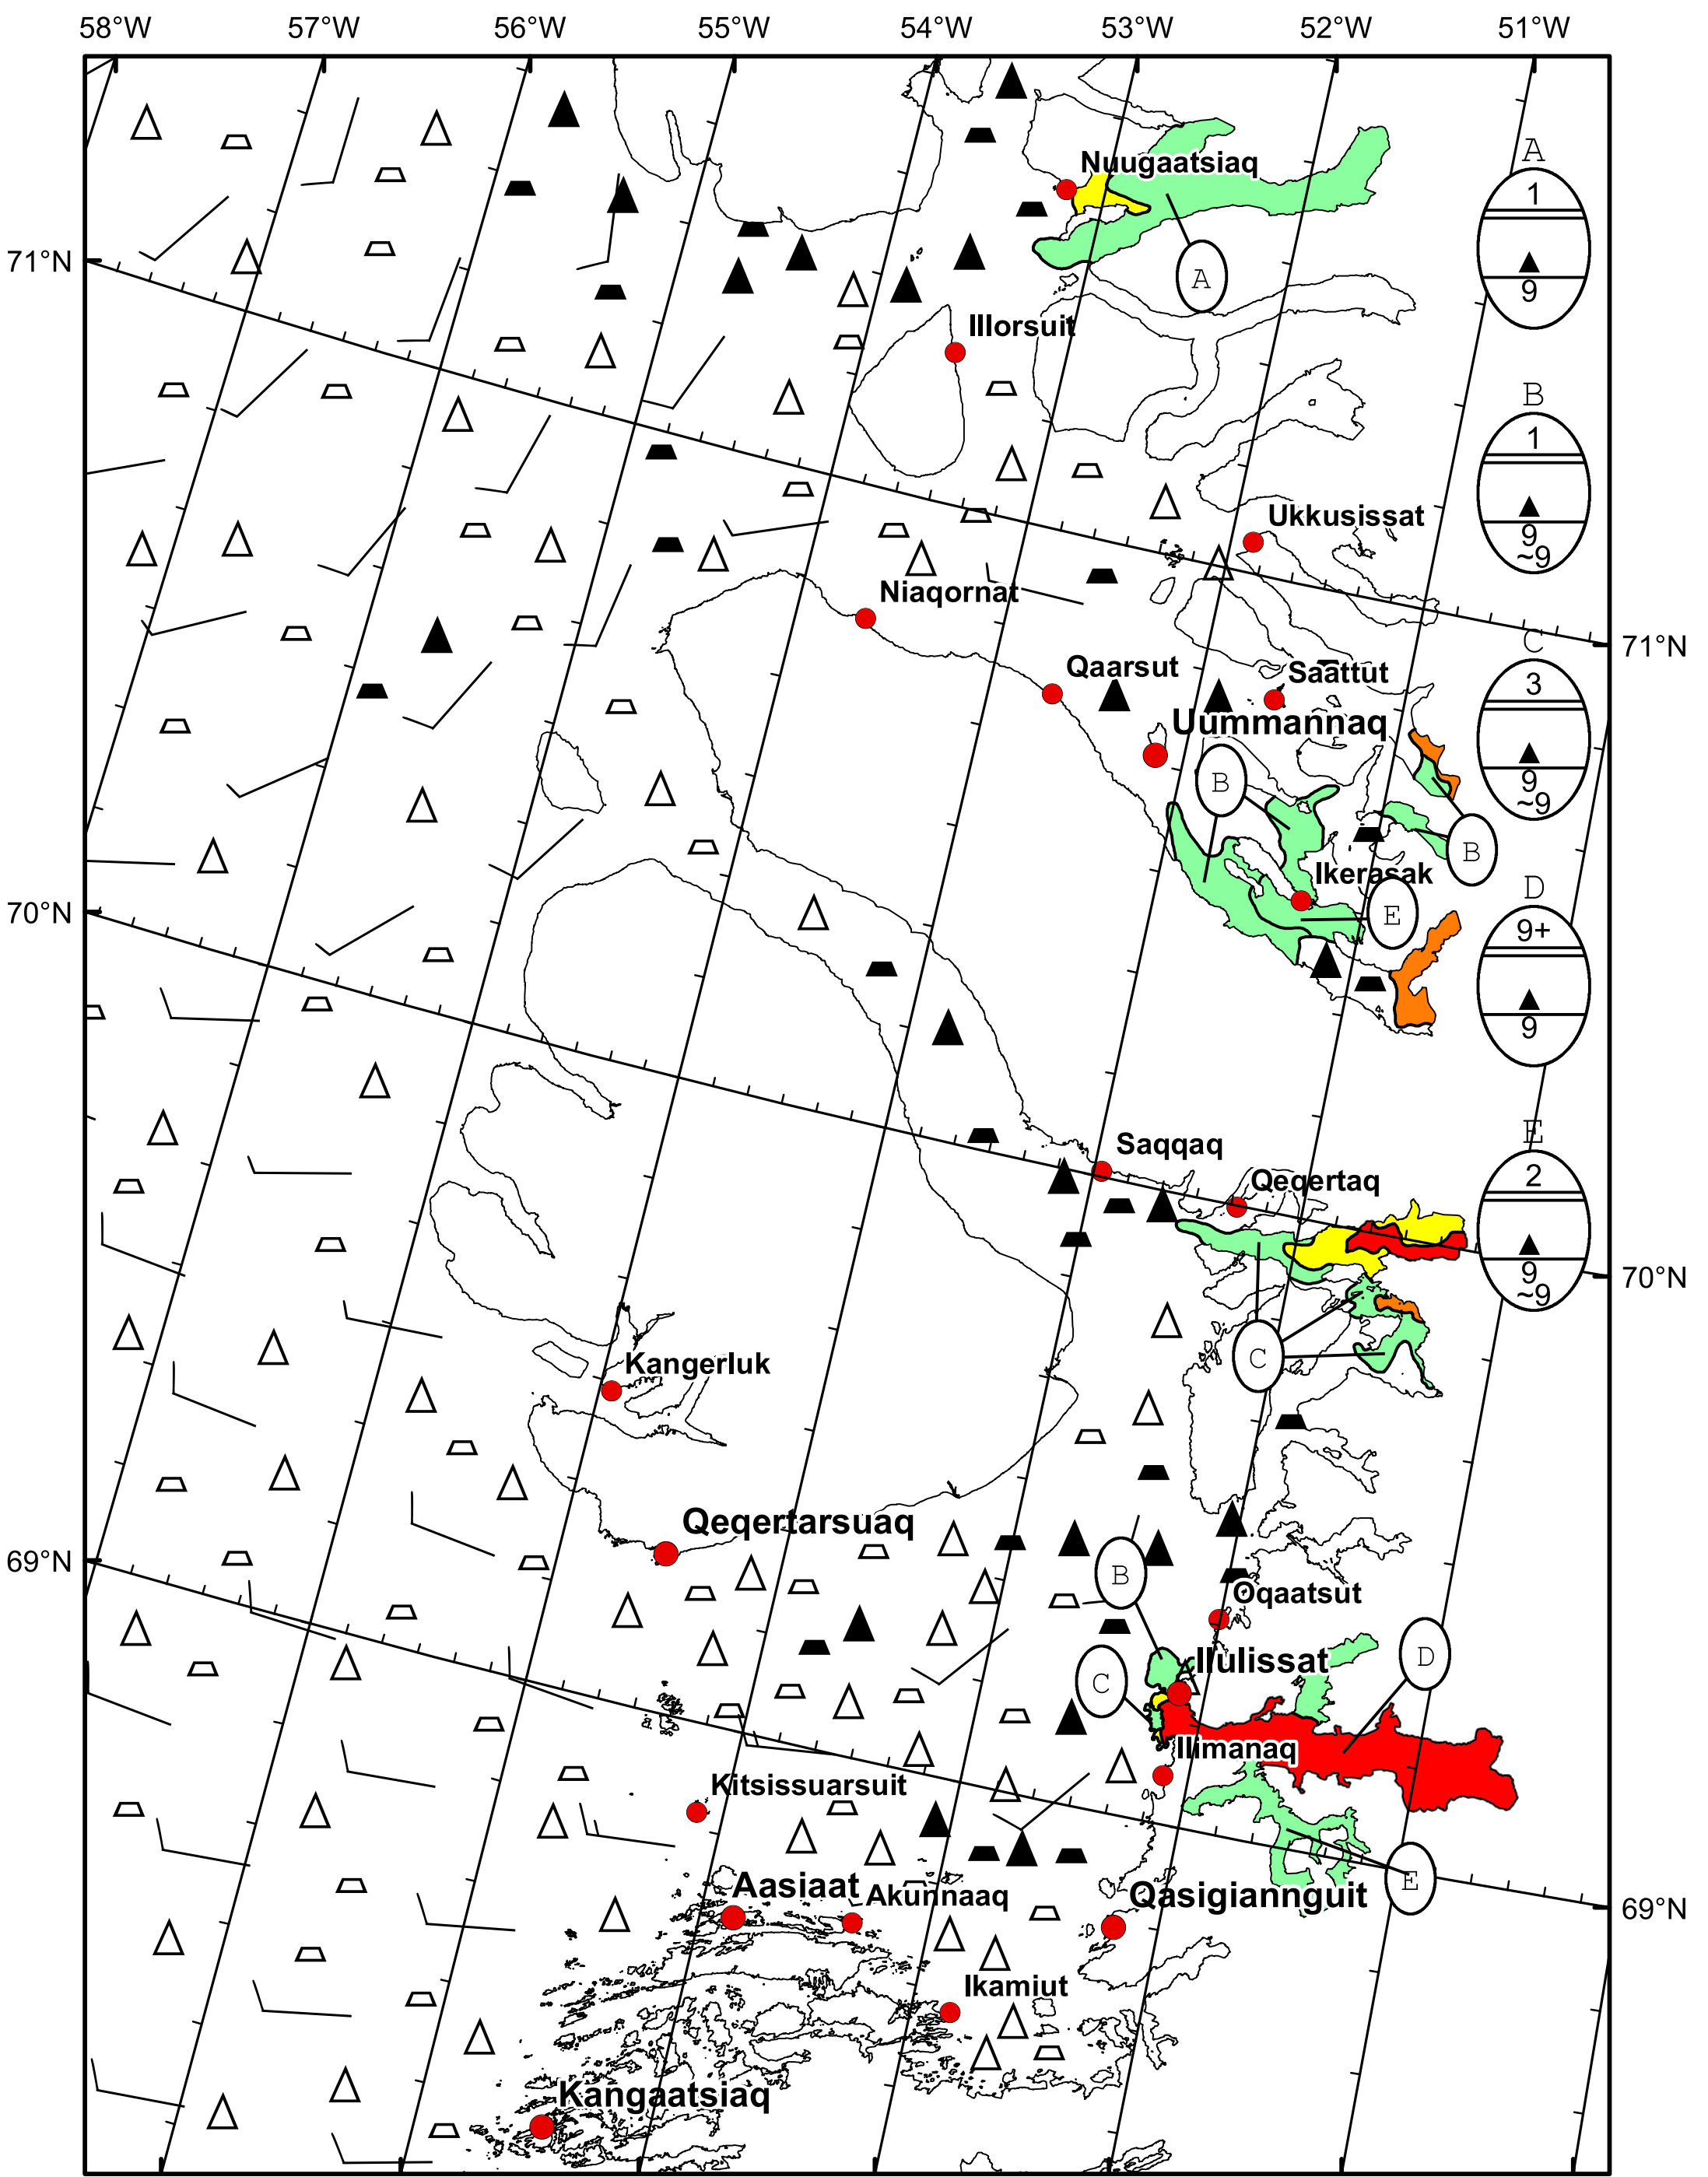 58°W 57°W 56°W 55°W 54°W 53°W 52°W 51°W
A
Nuugaatsiaq
1
71°N
A
9
Illorsuit
B
1
Ukkusissat
9
~9
Niaqornat
C
71°N
Qaarsut
Saattut
3
Uummannaq
B
9
~9
B
Ikerasak
D
70°N
E
9+
9
Saqqaq
E
Qeqertaq
2
70°N
9
~9
C
Kangerluk
Qeqertarsuaq
69°N
B
Oqaatsut
D
Ilulissat
C
Ilimanaq
Kitsissuarsuit
E
Aasiaat
Akunnaaq
Qasigiannguit
69°N
Ikamiut
Kangaatsiaq